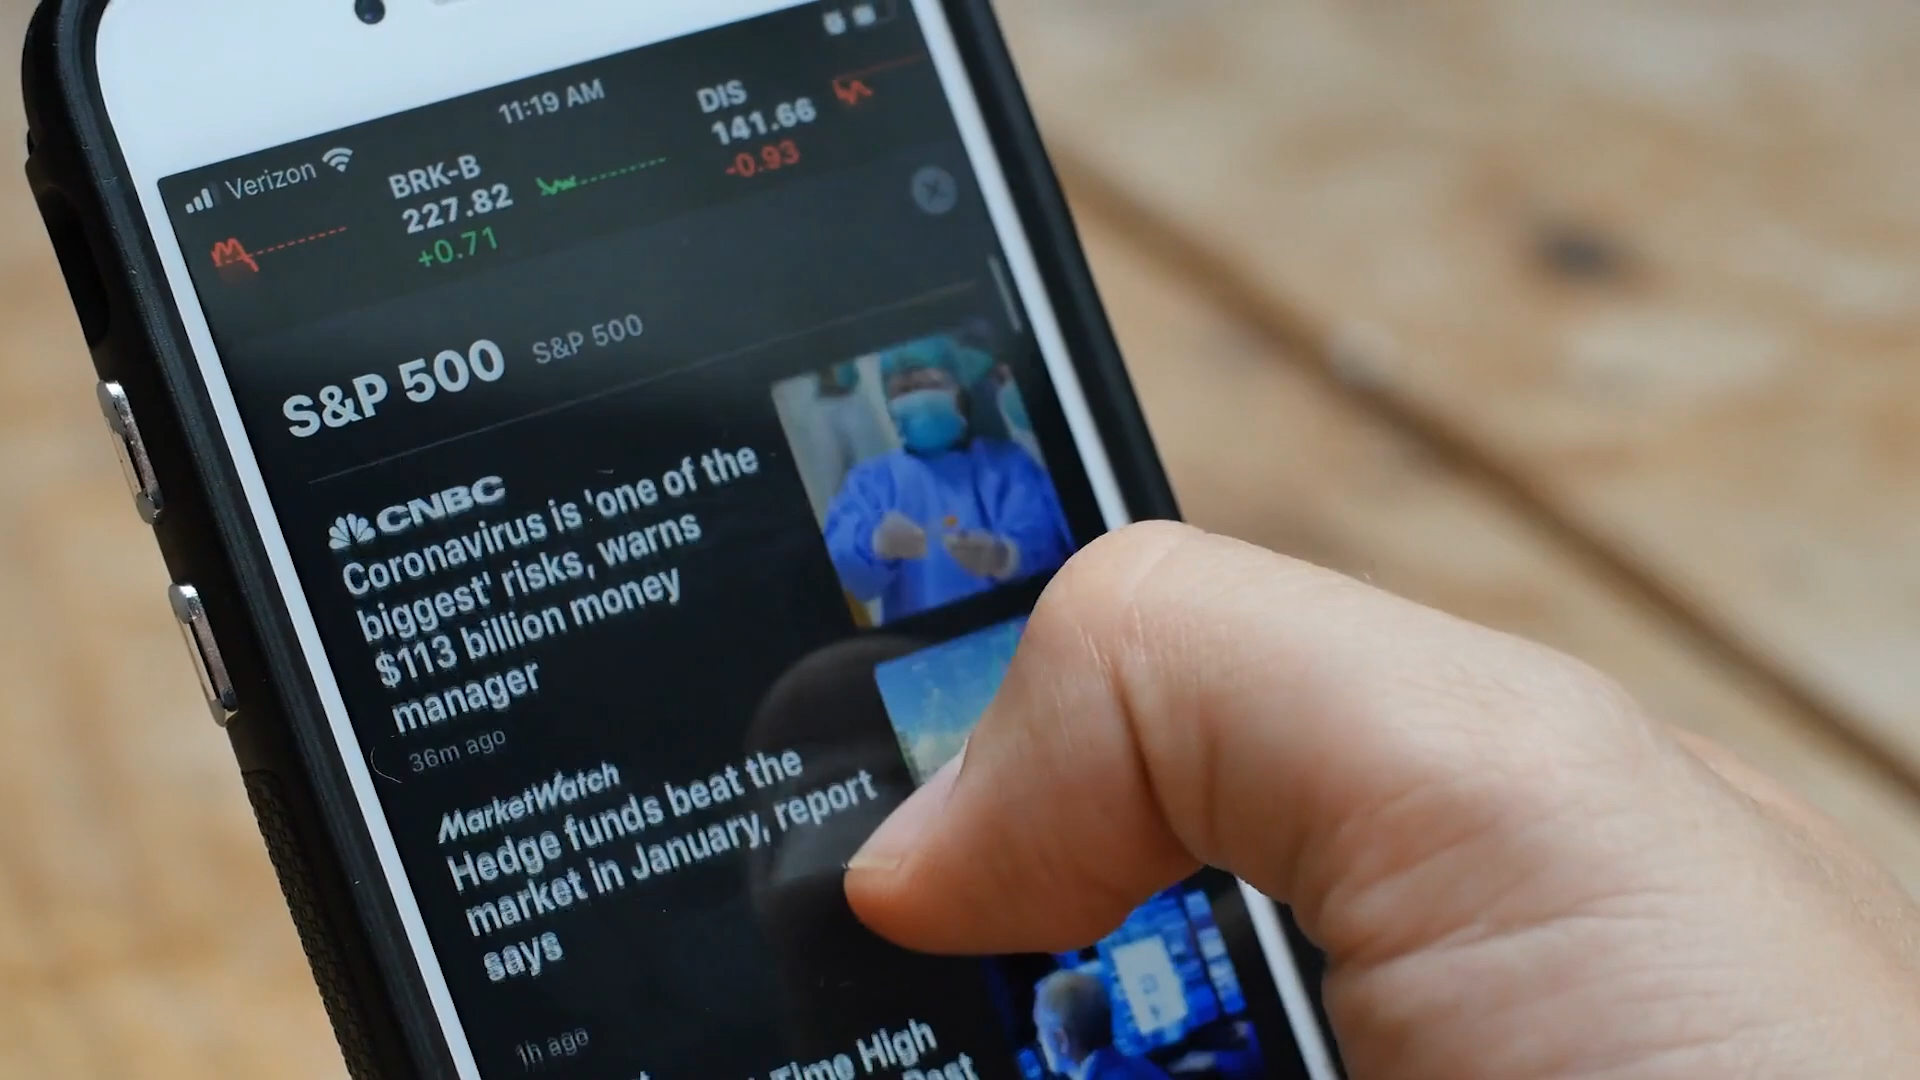 11:19 AM
Verizon
BRK-B
227.82
+0.71
DIS
141.66
-0.93
S&P 500 S&P 500
CNBC
Coronavirus is 'one of the
biggest' risks, warns
$113 billion money
manager
36m ago
MarketWatch
Hedge funds beat the
market in January, report
says
1h ago
Time High
Past